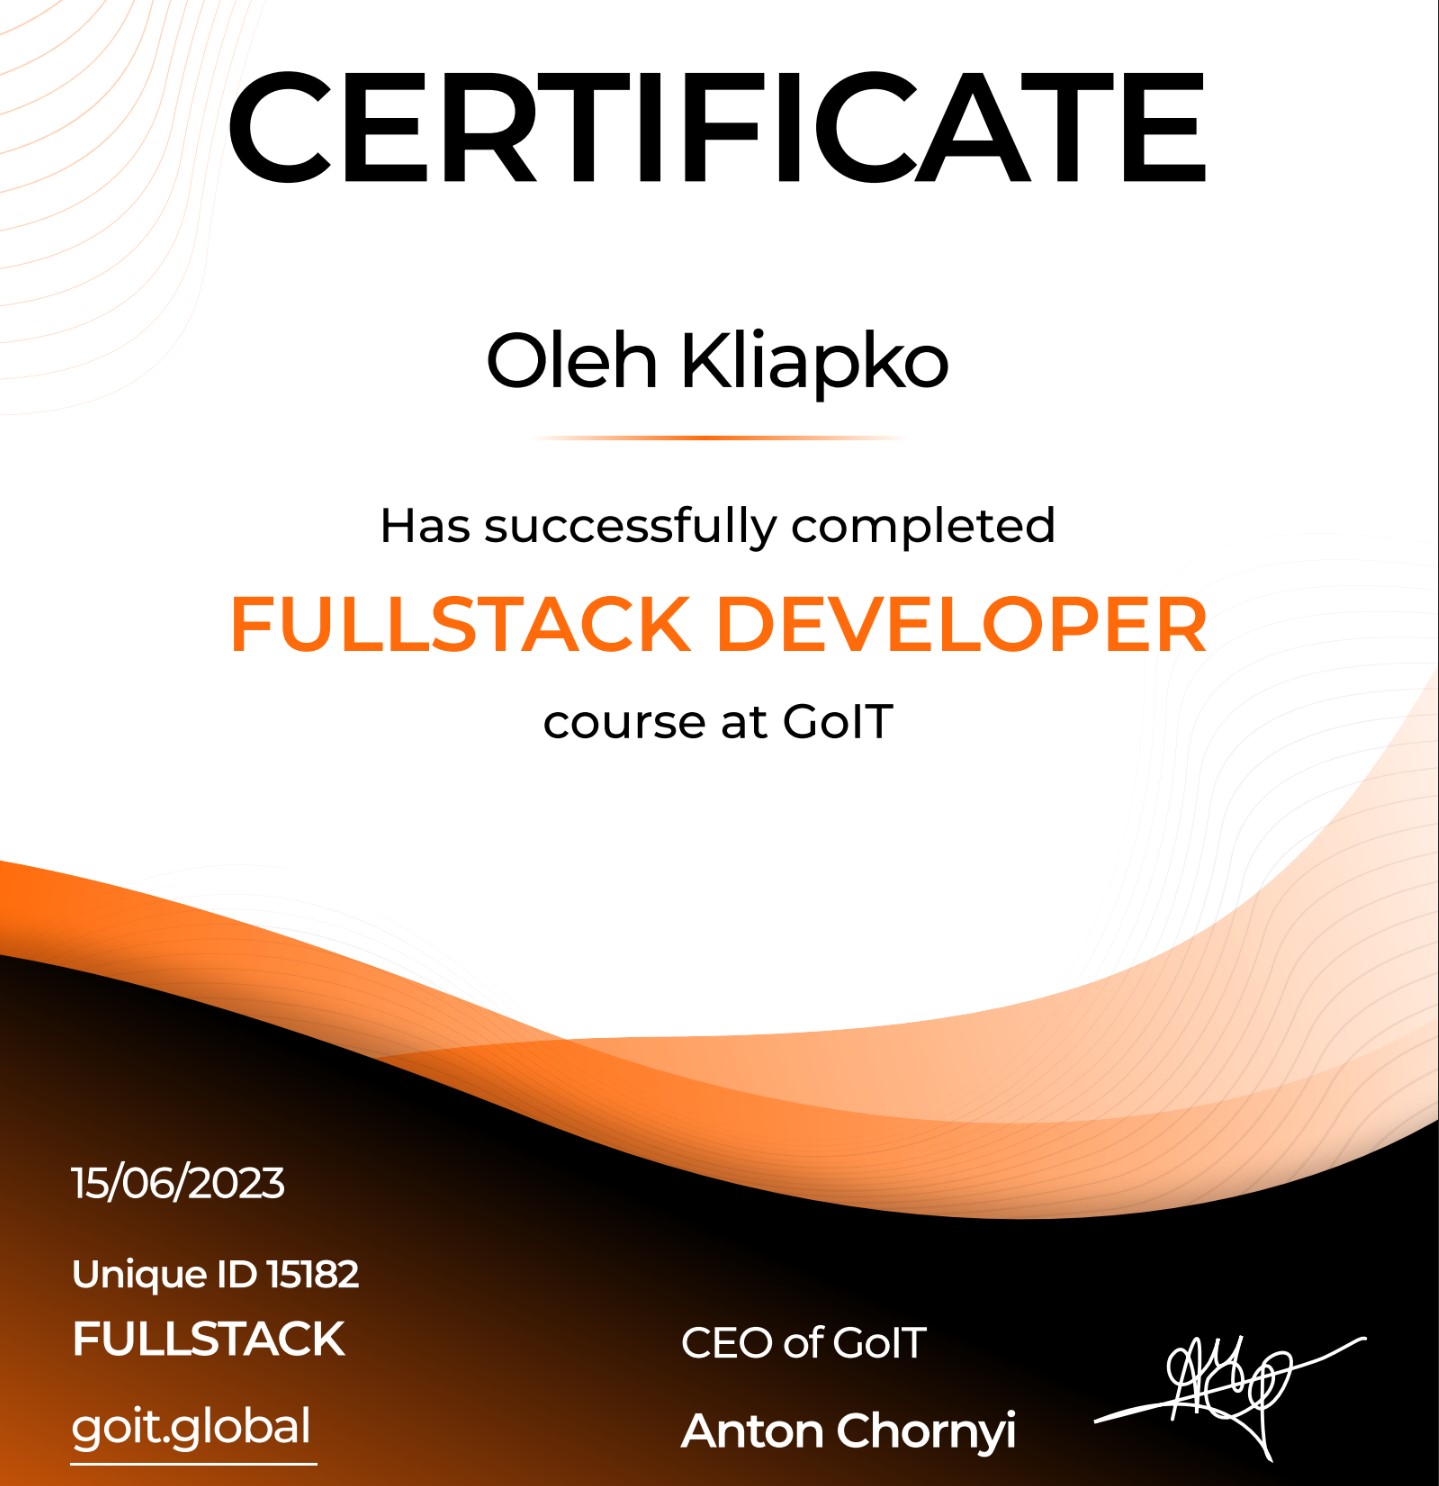 CERTIFICATE
Oleh Kliapko
Has successfully completed
FULLSTACK DEVELOPER
course at GoIT
15/06/2023
Unique ID 15182
FULLSTACK
goit.global
CEO of GoIT
Anton Chornyi